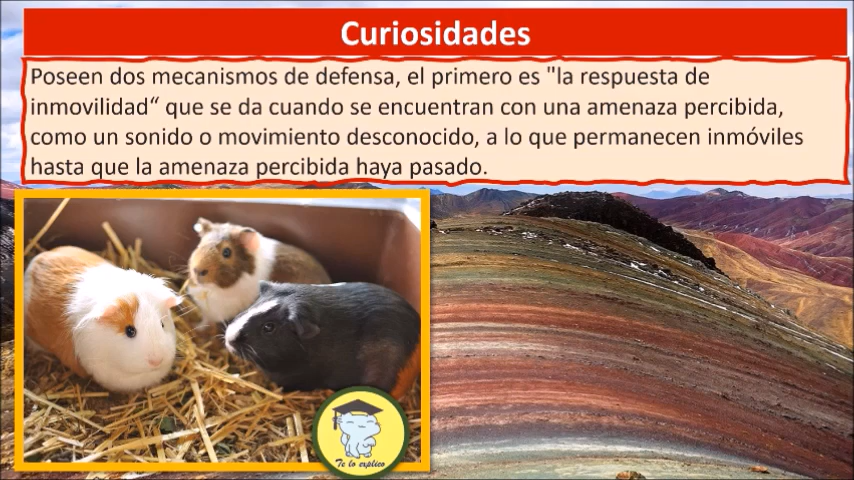 Curiosidades
Poseen dos mecanismos de defensa, el primero es "la respuesta de
inmovilidad“ que se da cuando se encuentran con una amenaza percibida,
como un sonido o movimiento desconocido, a lo que permanecen inmóviles
hasta que la amenaza percibida haya pasado.
Te lo explico